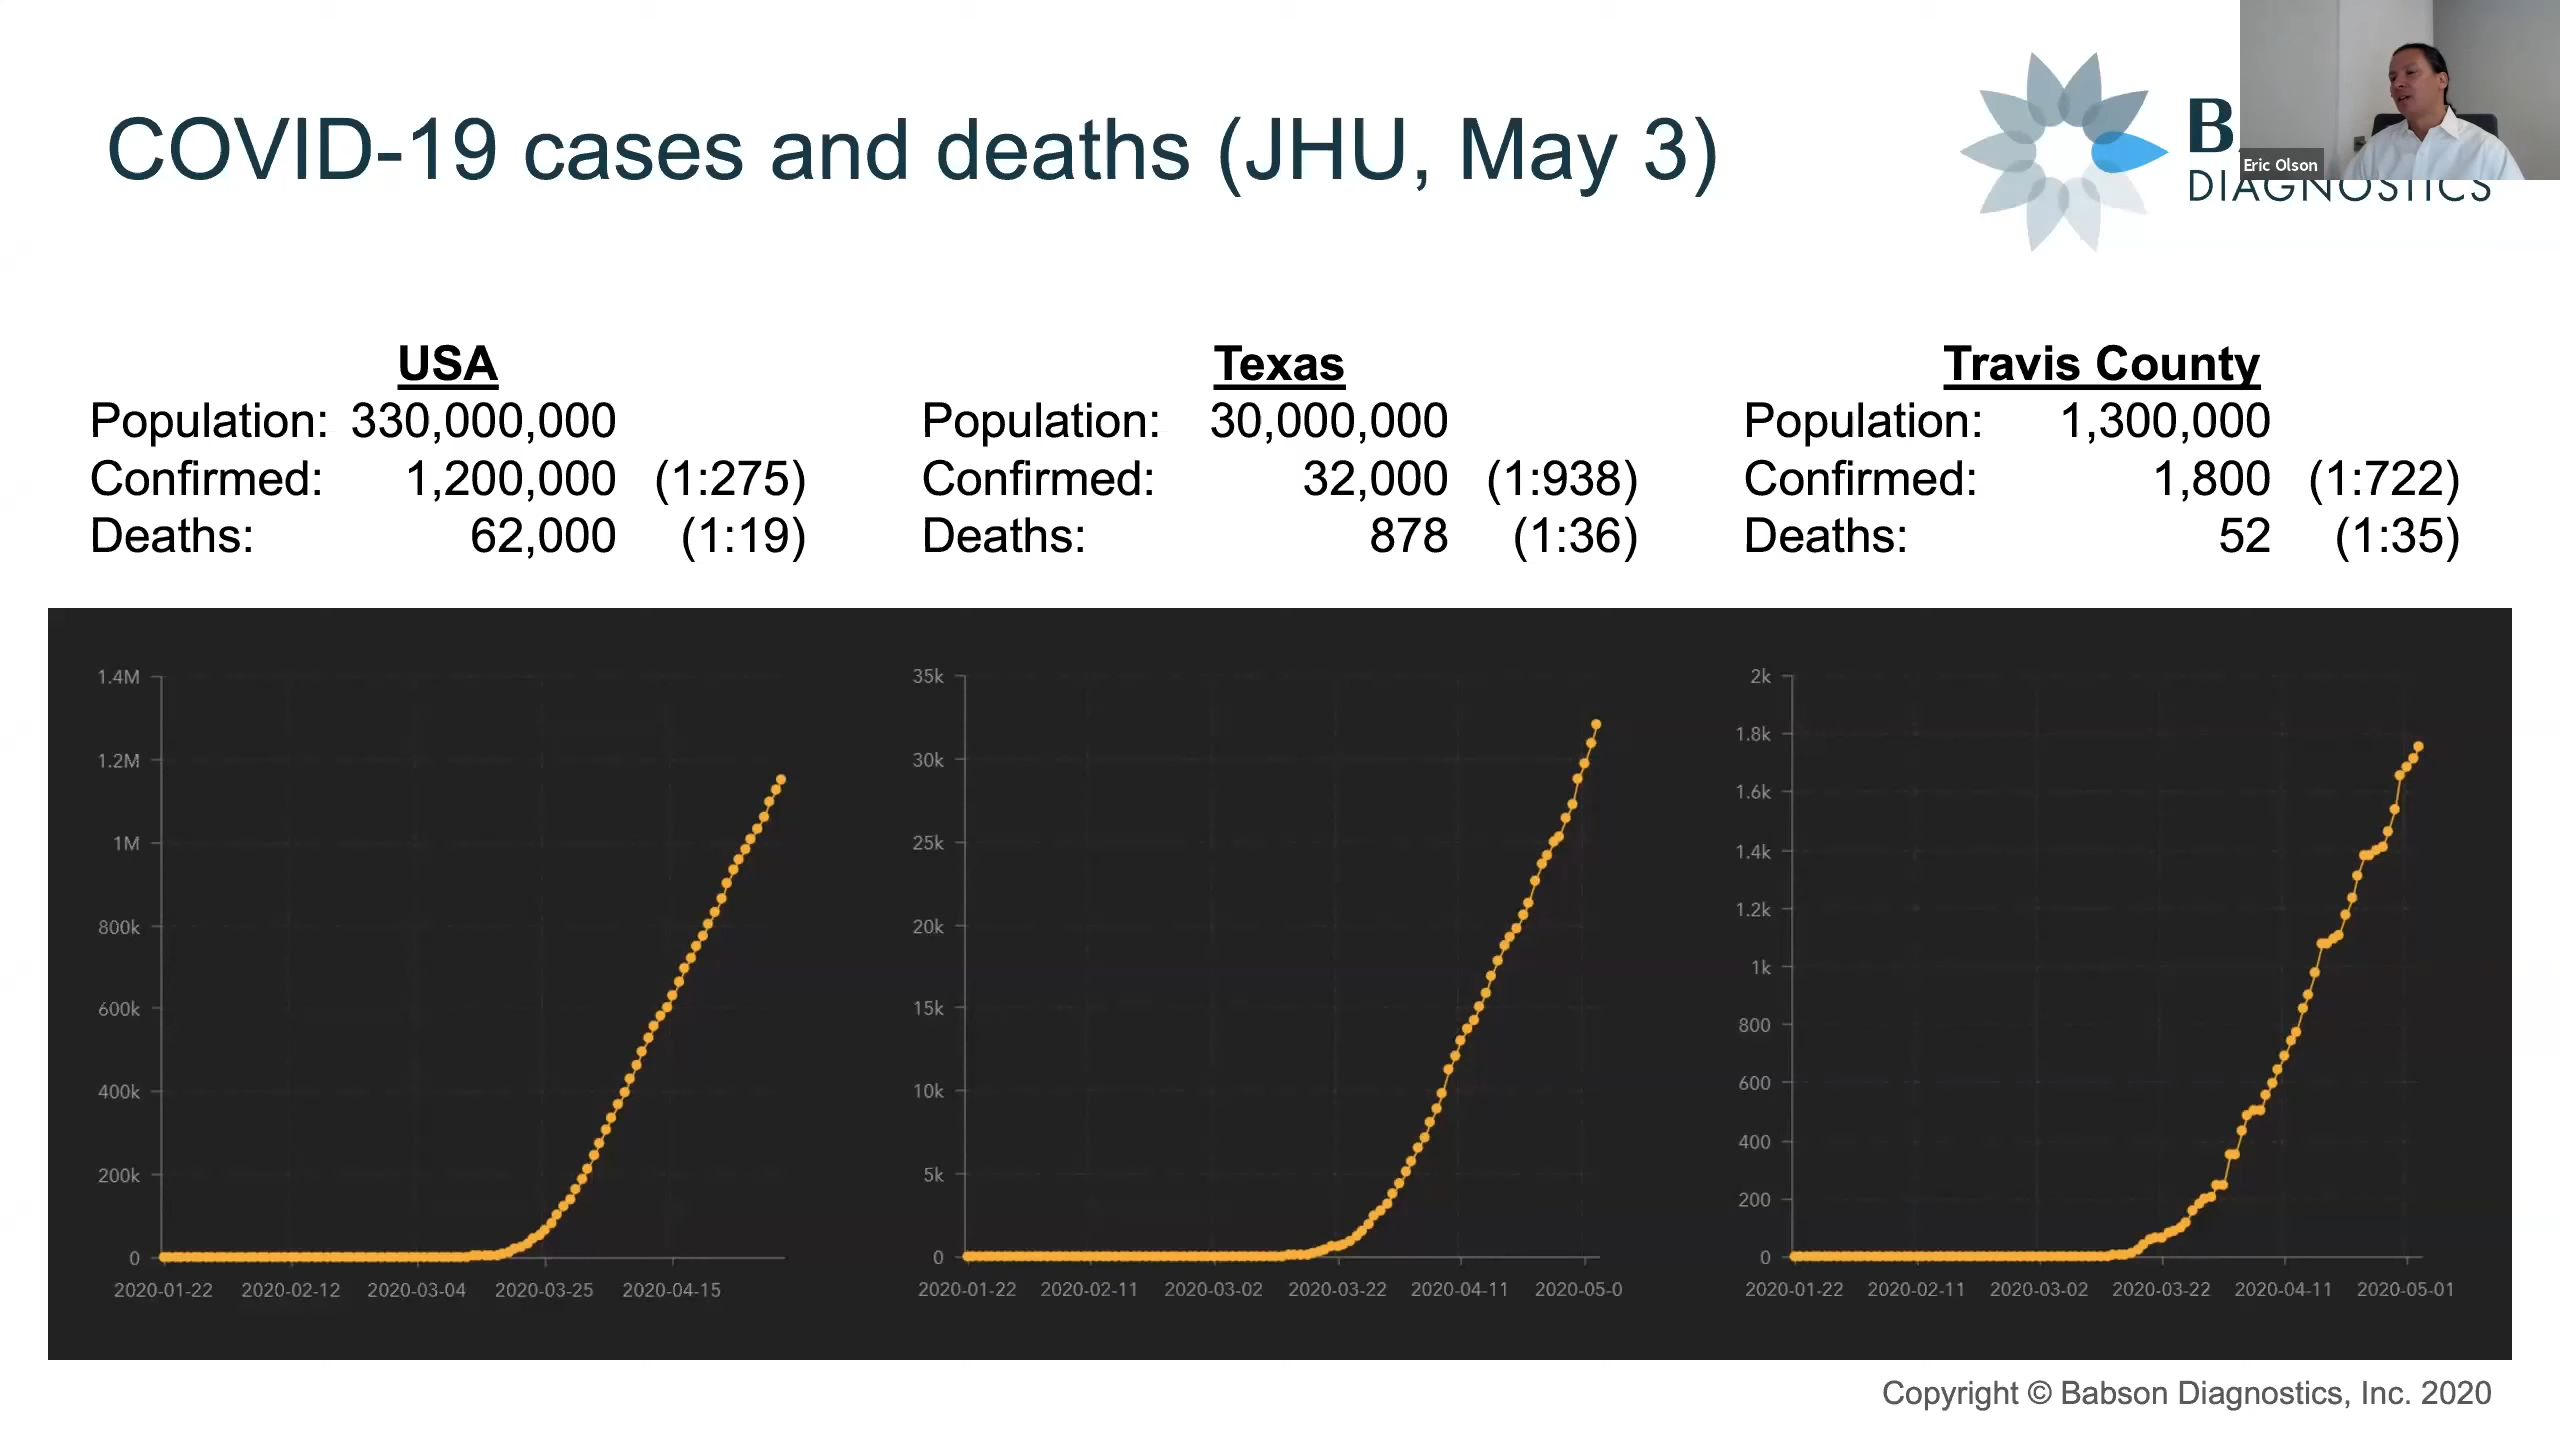 COVID-19 cases and deaths (JHU, May 3)
Eric Olson
DIAGNOSTICS
USA
Population: 330,000,000
Confirmed: 1,200,000 (1:275)
Deaths: 62,000 (1:19)
Texas
Population: 30,000,000
Confirmed: 32,000 (1:938)
Deaths: 878 (1:36)
Travis County
Population: 1,300,000
Confirmed: 1,800 (1:722)
Deaths: 52 (1:35)
1.4M
1.2M
1M
800k
600k
400k
200k
0
2020-01-22 2020-02-12 2020-03-04 2020-03-25 2020-04-15
35k
30k
25k
20k
15k
10k
5k
0
2020-01-22 2020-02-11 2020-03-02 2020-03-22 2020-04-11 2020-05-0
2k
1.8k
1.6k
1.4k
1.2k
1k
800
600
400
200
0
2020-01-22 2020-02-11 2020-03-02 2020-03-22 2020-04-11 2020-05-01
Copyright © Babson Diagnostics, Inc. 2020